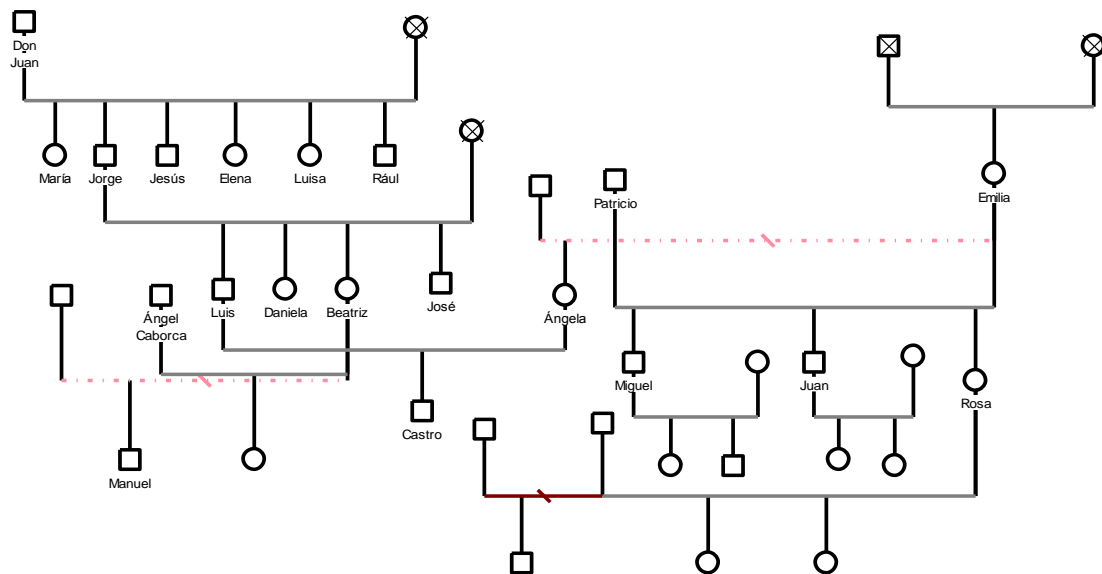 Don
Juan
María
Jorge
Jesús
Elena
Luisa
Rául
Patricio
Emilia
Ángel
Caborca
Luis
Daniela
Beatriz
José
Ángela
Miguel
Juan
Rosa
Castro
Manuel